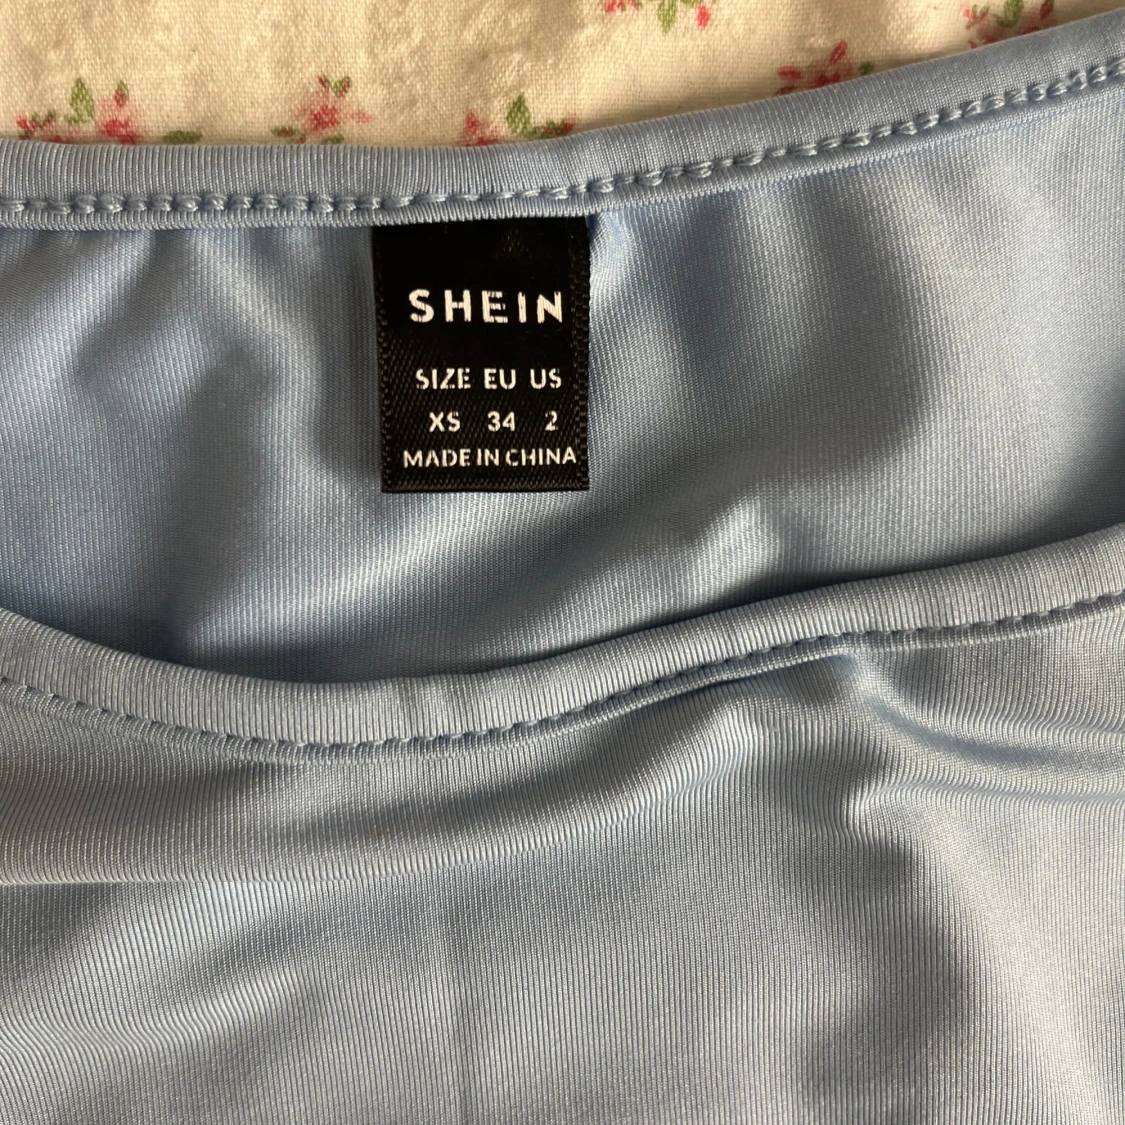 SHEIN
SIZE EU US
XS 34 2
MADE IN CHINA